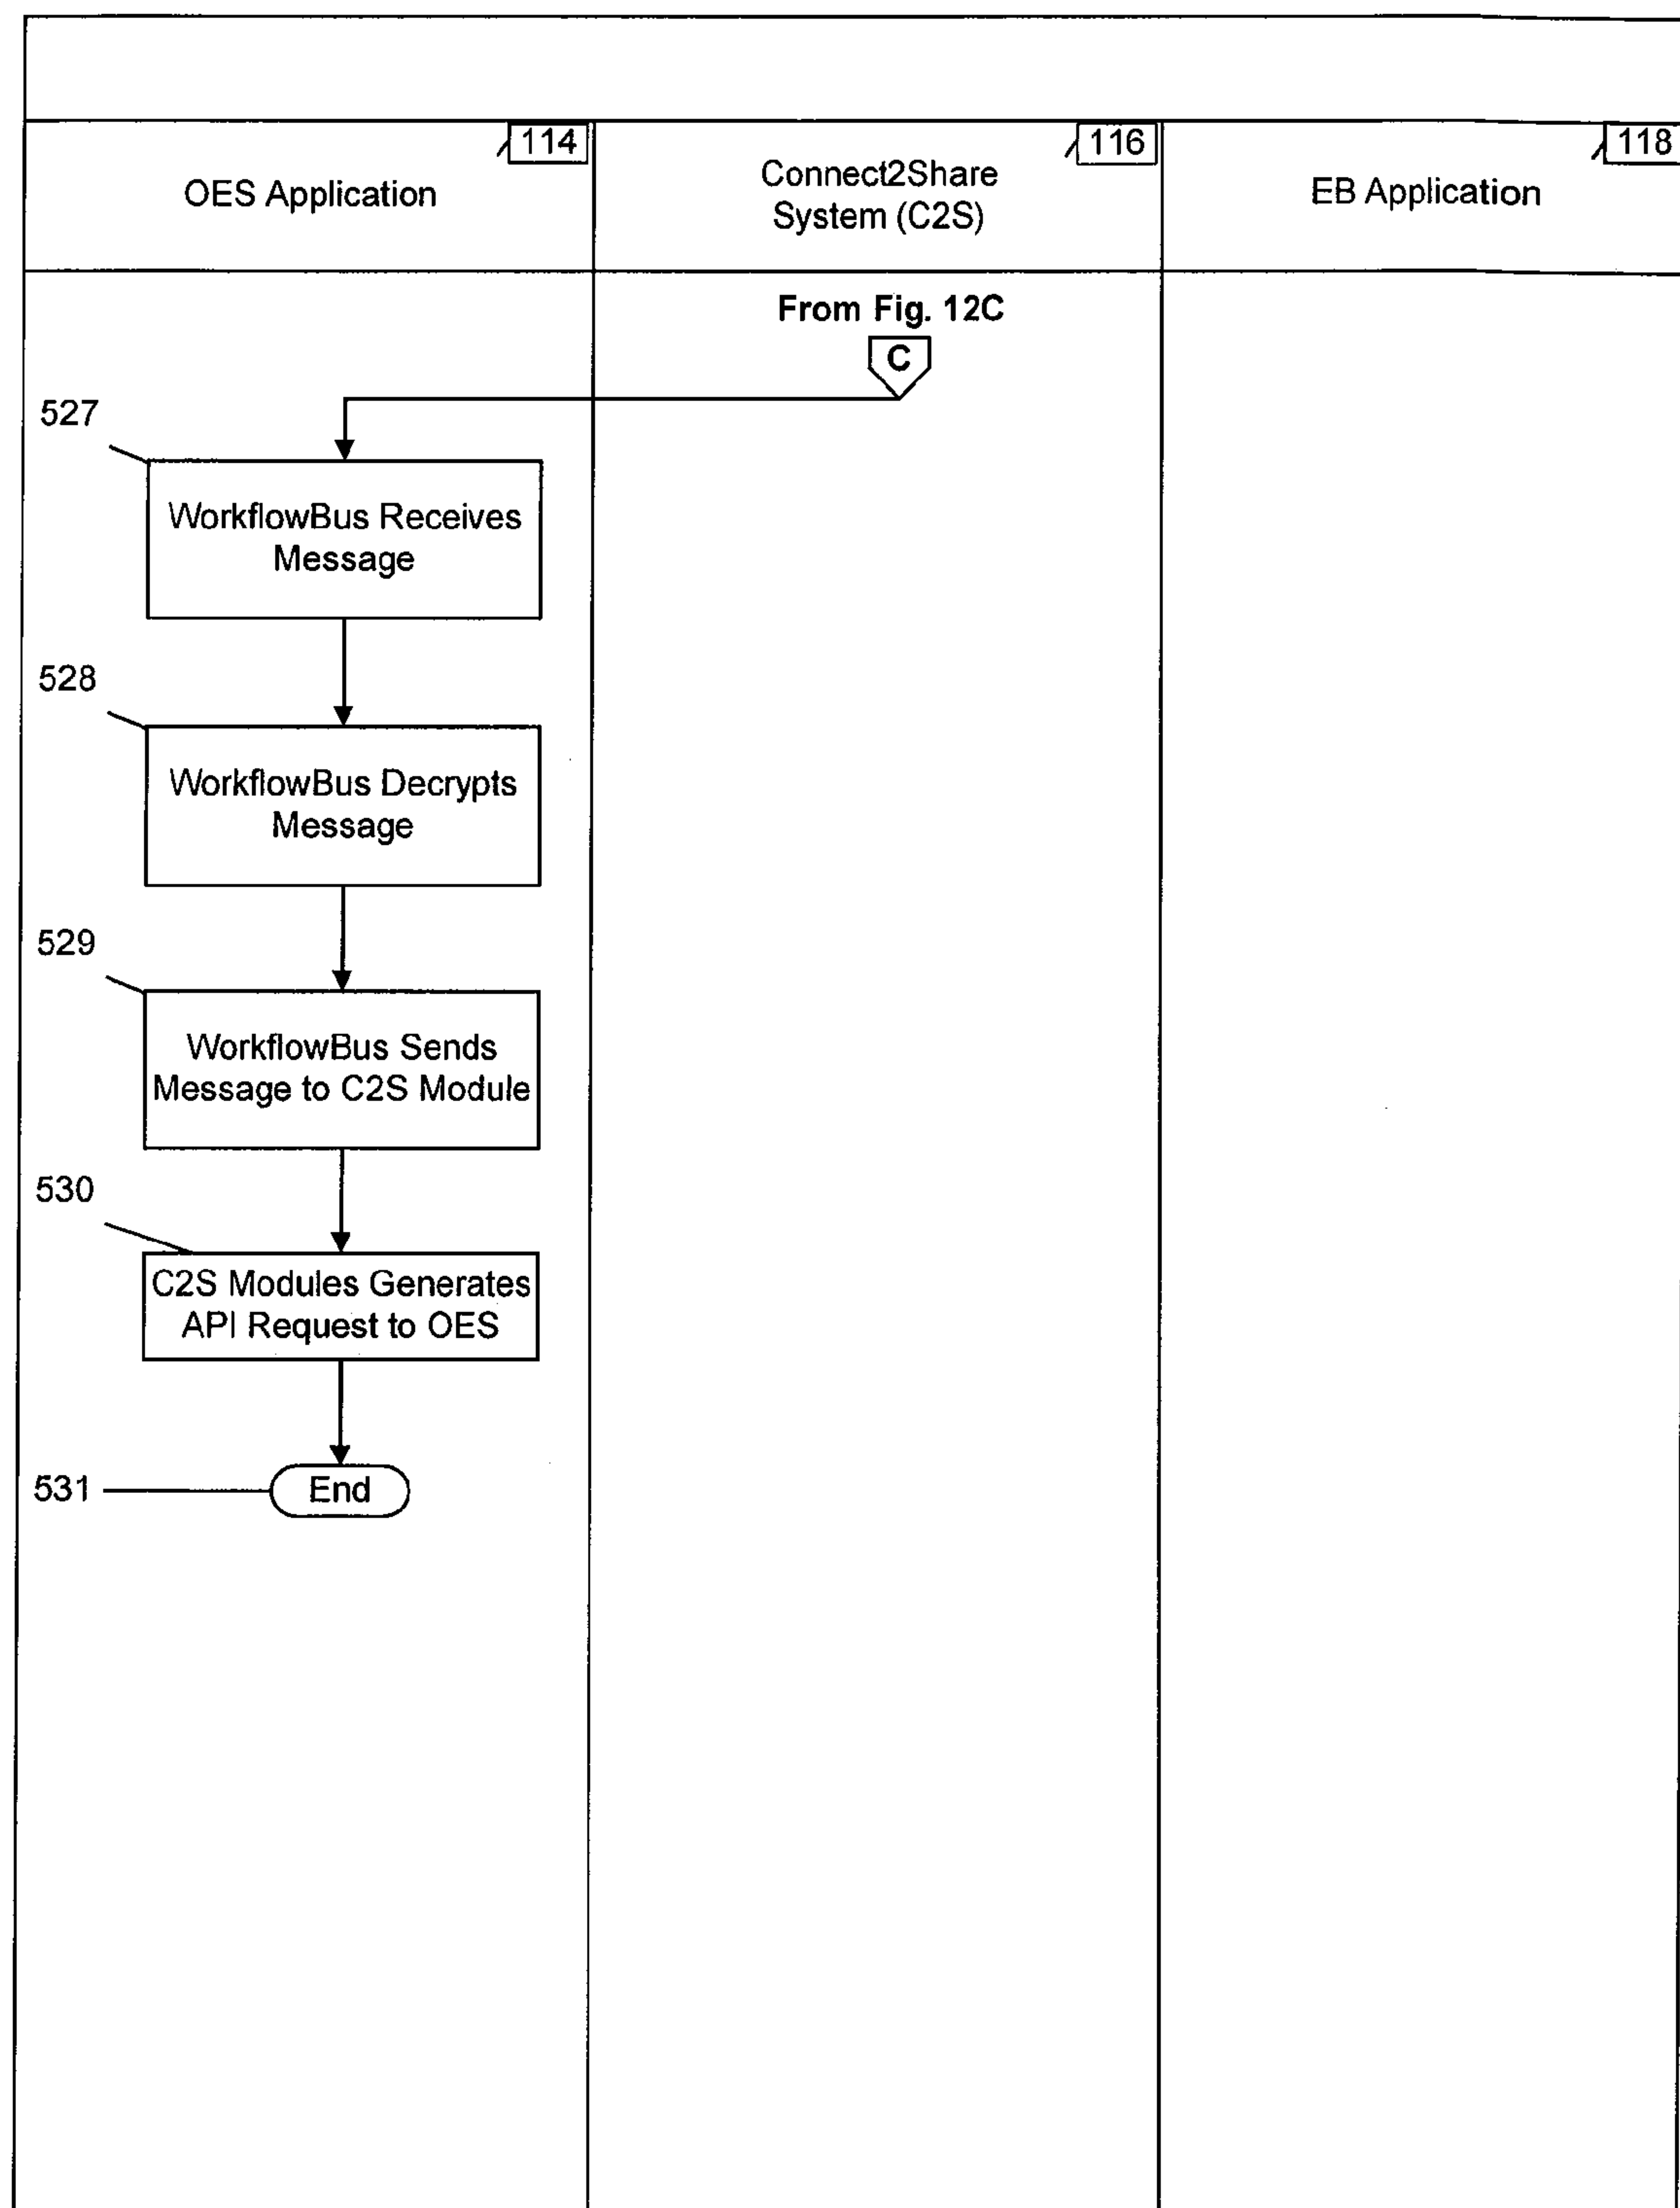 114
OES Application
116
Connect2Share
System (C2S)
118
EB Application
From Fig. 12C
C
527
WorkflowBus Receives
Message
528
WorkflowBus Decrypts
Message
529
WorkflowBus Sends
Message to C2S Module
530
C2S Modules Generates
API Request to OES
531
End